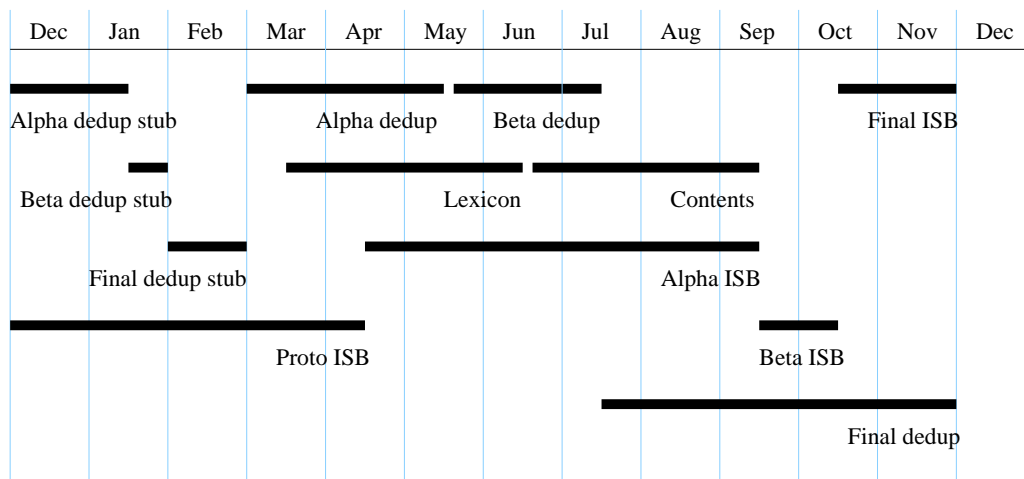 Dec Jan Feb Mar Apr May Jun Jul Aug Sep Oct Nov Dec
Alpha dedup stub Alpha dedup Beta dedup Final ISB
Beta dedup stub Lexicon Contents
Final dedup stub Alpha ISB
Proto ISB Beta ISB
Final dedup